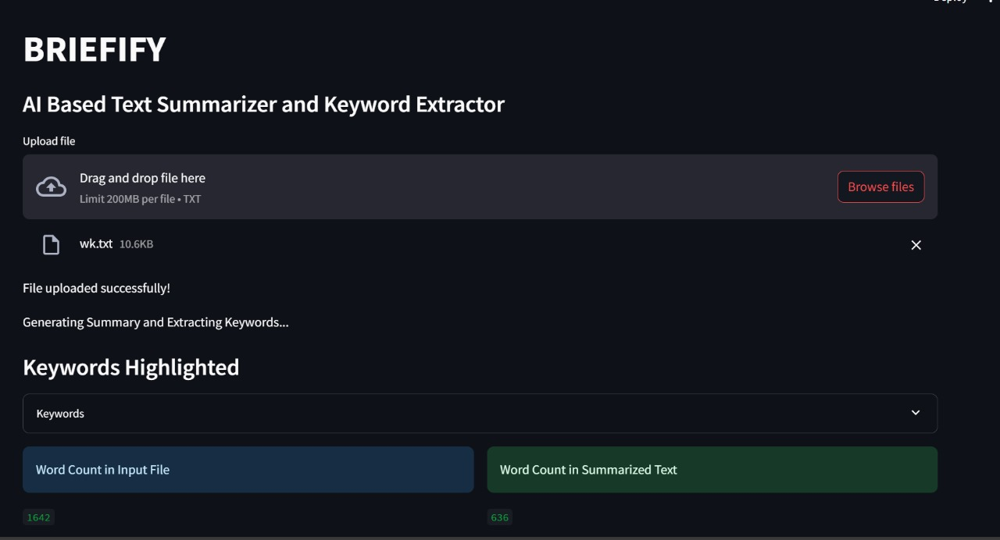 Deploy
BRIEFIFY
AI Based Text Summarizer and Keyword Extractor
Upload file
Drag and drop file here
Limit 200MB per file • TXT
Browse files
wk.txt 10.6KB
File uploaded successfully!
Generating Summary and Extracting Keywords...
Keywords Highlighted
Keywords
Word Count in Input File
Word Count in Summarized Text
1642
636